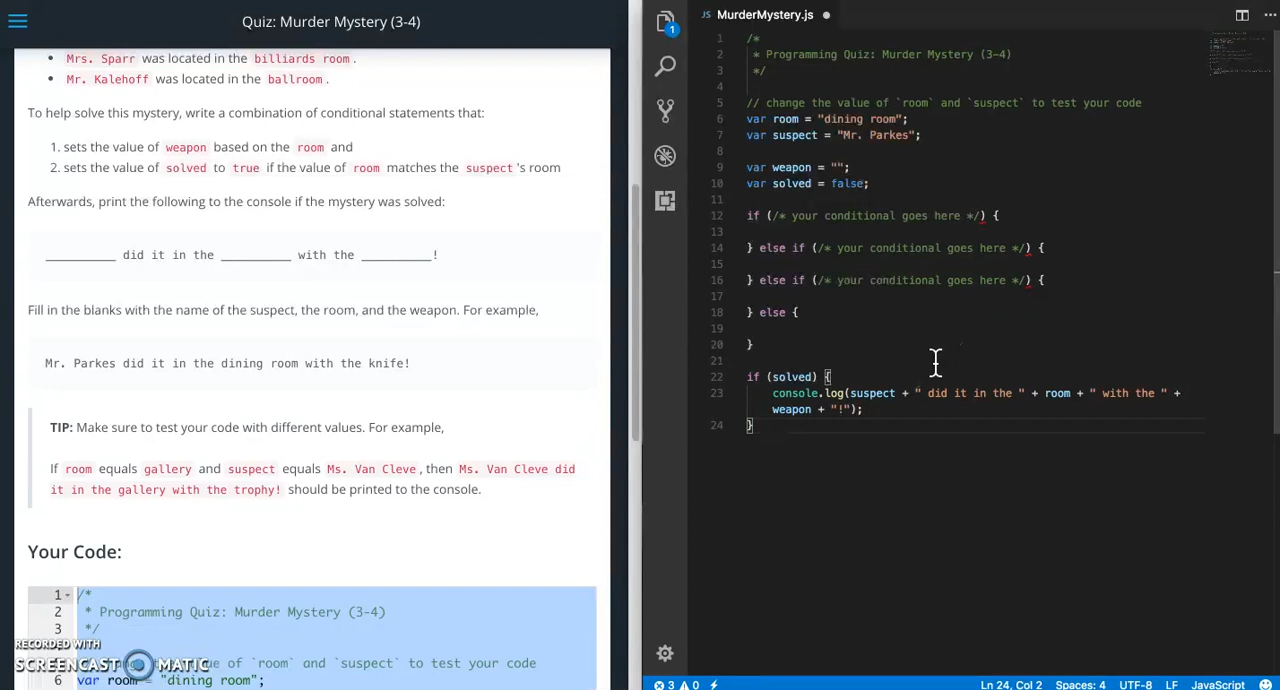 Quiz: Murder Mystery (3-4)
Mrs. Sparr was located in the billiards room.
Mr. Kalehoff was located in the ballroom.
To help solve this mystery, write a combination of conditional statements that:
1. sets the value of weapon based on the room and
2. sets the value of solved to true if the value of room matches the suspect's room
Afterwards, print the following to the console if the mystery was solved:
__________ did it in the __________ with the __________!
Fill in the blanks with the name of the suspect, the room, and the weapon. For example,
Mr. Parkes did it in the dining room with the knife!
TIP: Make sure to test your code with different values. For example,
If room equals gallery and suspect equals Ms. Van Cleve, then Ms. Van Cleve did
it in the gallery with the trophy! should be printed to the console.
Your Code:
1 /*
2 * Programming Quiz: Murder Mystery (3-4)
3 */
RECORDED WITH
SCREENCAST MATIC
value of `room` and `suspect` to test your code
6 var room = "dining room";
1
JS MurderMystery.js
1 /*
2 * Programming Quiz: Murder Mystery (3-4)
3 */
4
5 // change the value of `room` and `suspect` to test your code
6 var room = "dining room";
7 var suspect = "Mr. Parkes";
8
9 var weapon = "";
10 var solved = false;
11
12 if (/* your conditional goes here */) {
13
14 } else if (/* your conditional goes here */) {
15
16 } else if (/* your conditional goes here */) {
17
18 } else {
19
20 }
21
22 if (solved) {
23 console.log(suspect + " did it in the " + room + " with the " +
weapon + "!");
24 }
3 0 Ln 24, Col 2 Spaces: 4 UTF-8 LF JavaScript